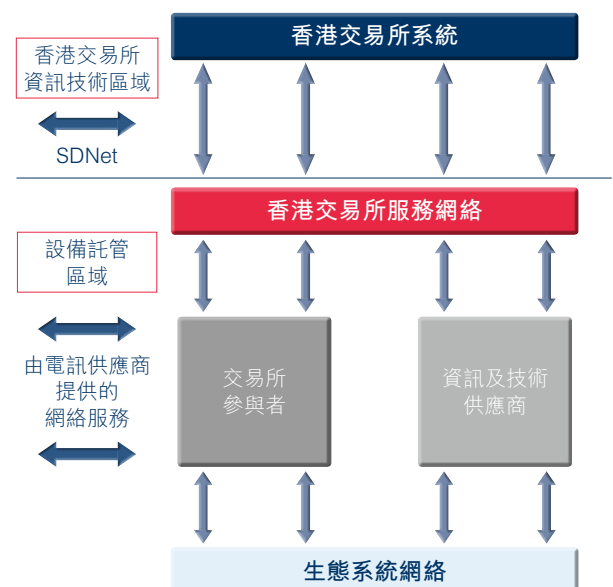 香港交易所系統
香港交易所
資訊技術區域
SDNet
香港交易所服務網絡
設備託管
區域
由電訊供應商
提供的
網絡服務
交易所
參與者
資訊及技術
供應商
生態系統網絡